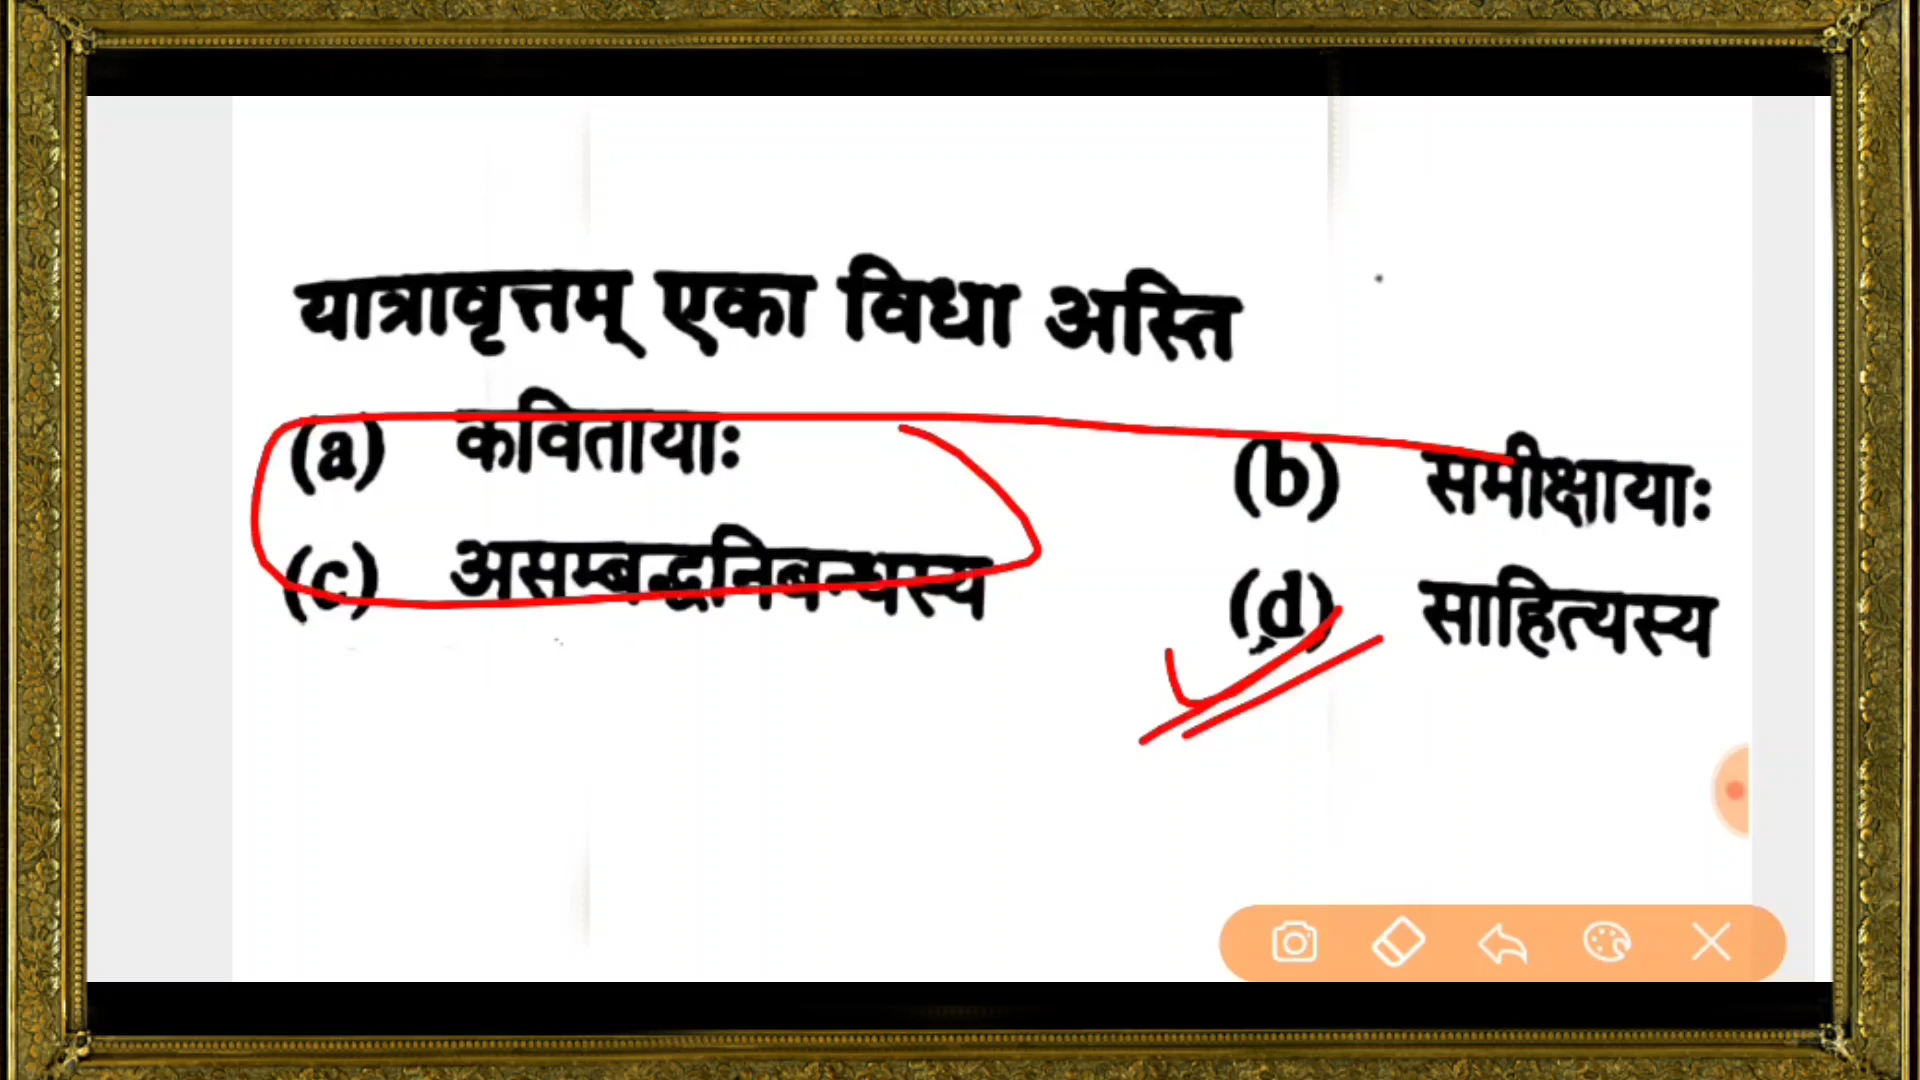 यात्रावृत्तम् एका विधा अस्ति
(a) कवितायाः (b) समीक्षायाः
(c) असम्बद्धनिबन्धस्य (d) साहित्यस्य